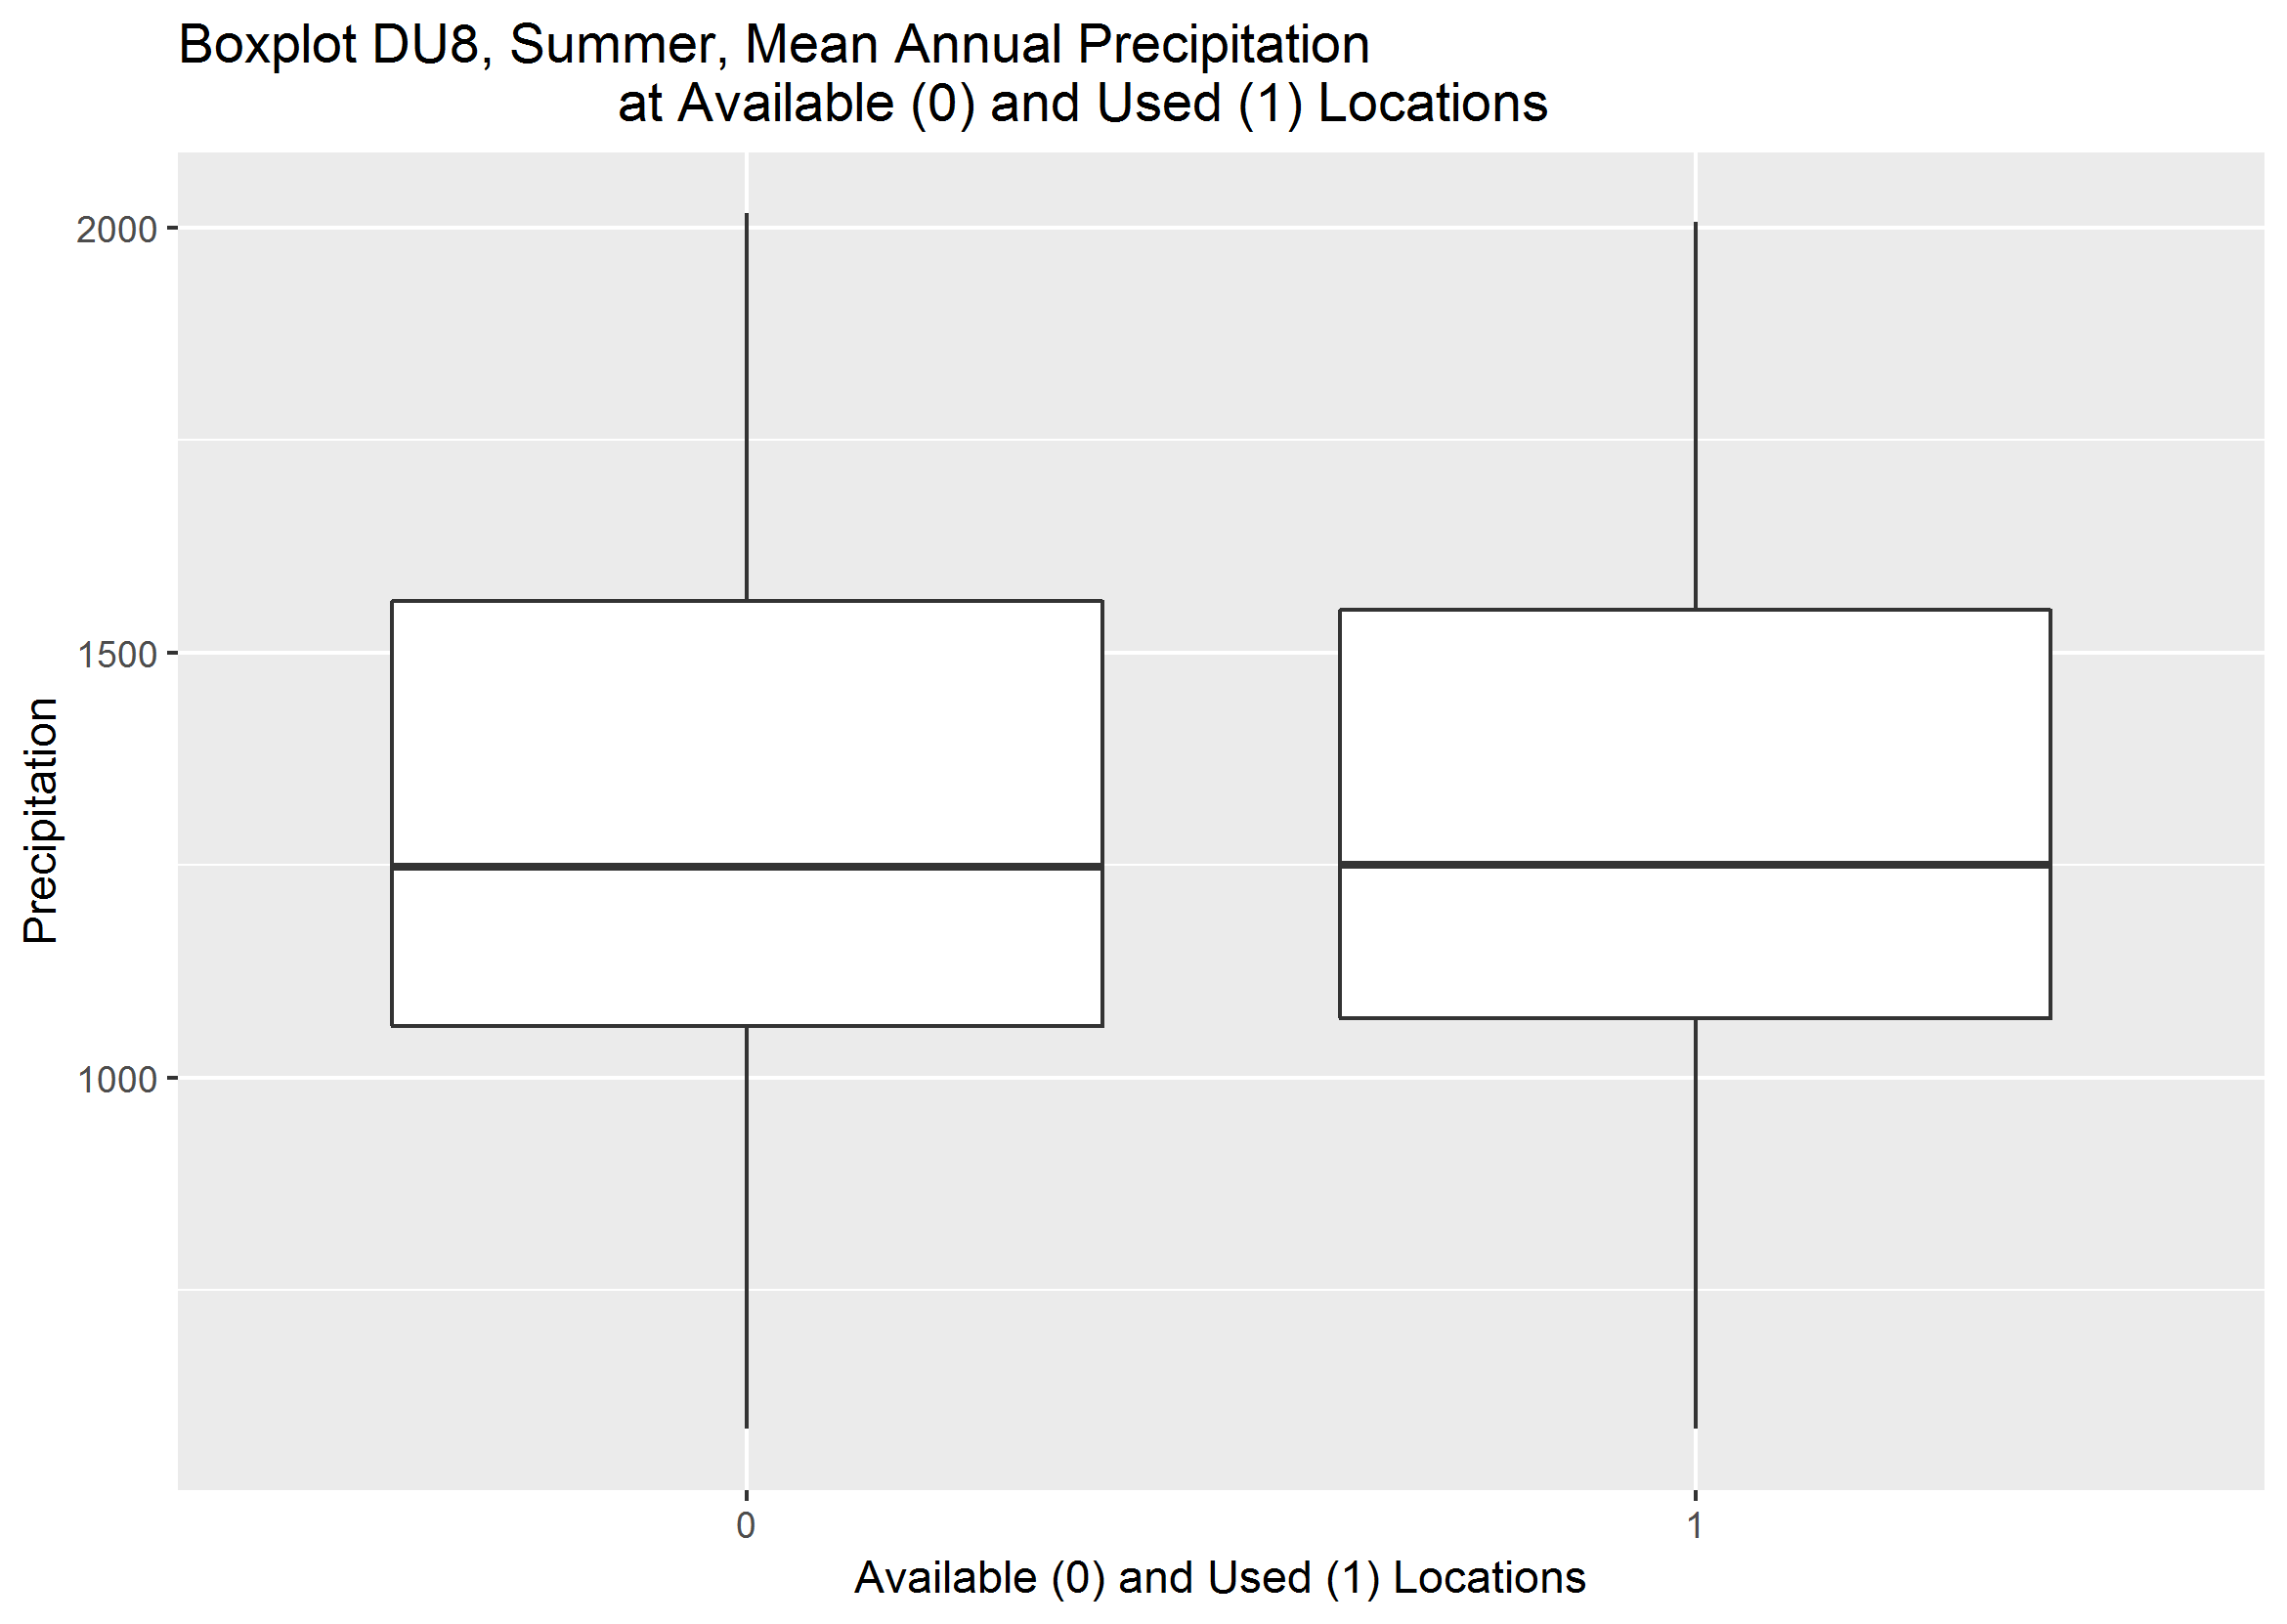 Boxplot DU8, Summer, Mean Annual Precipitation
at Available (0) and Used (1) Locations
2000
1500
1000
Precipitation
0
1
Available (0) and Used (1) Locations